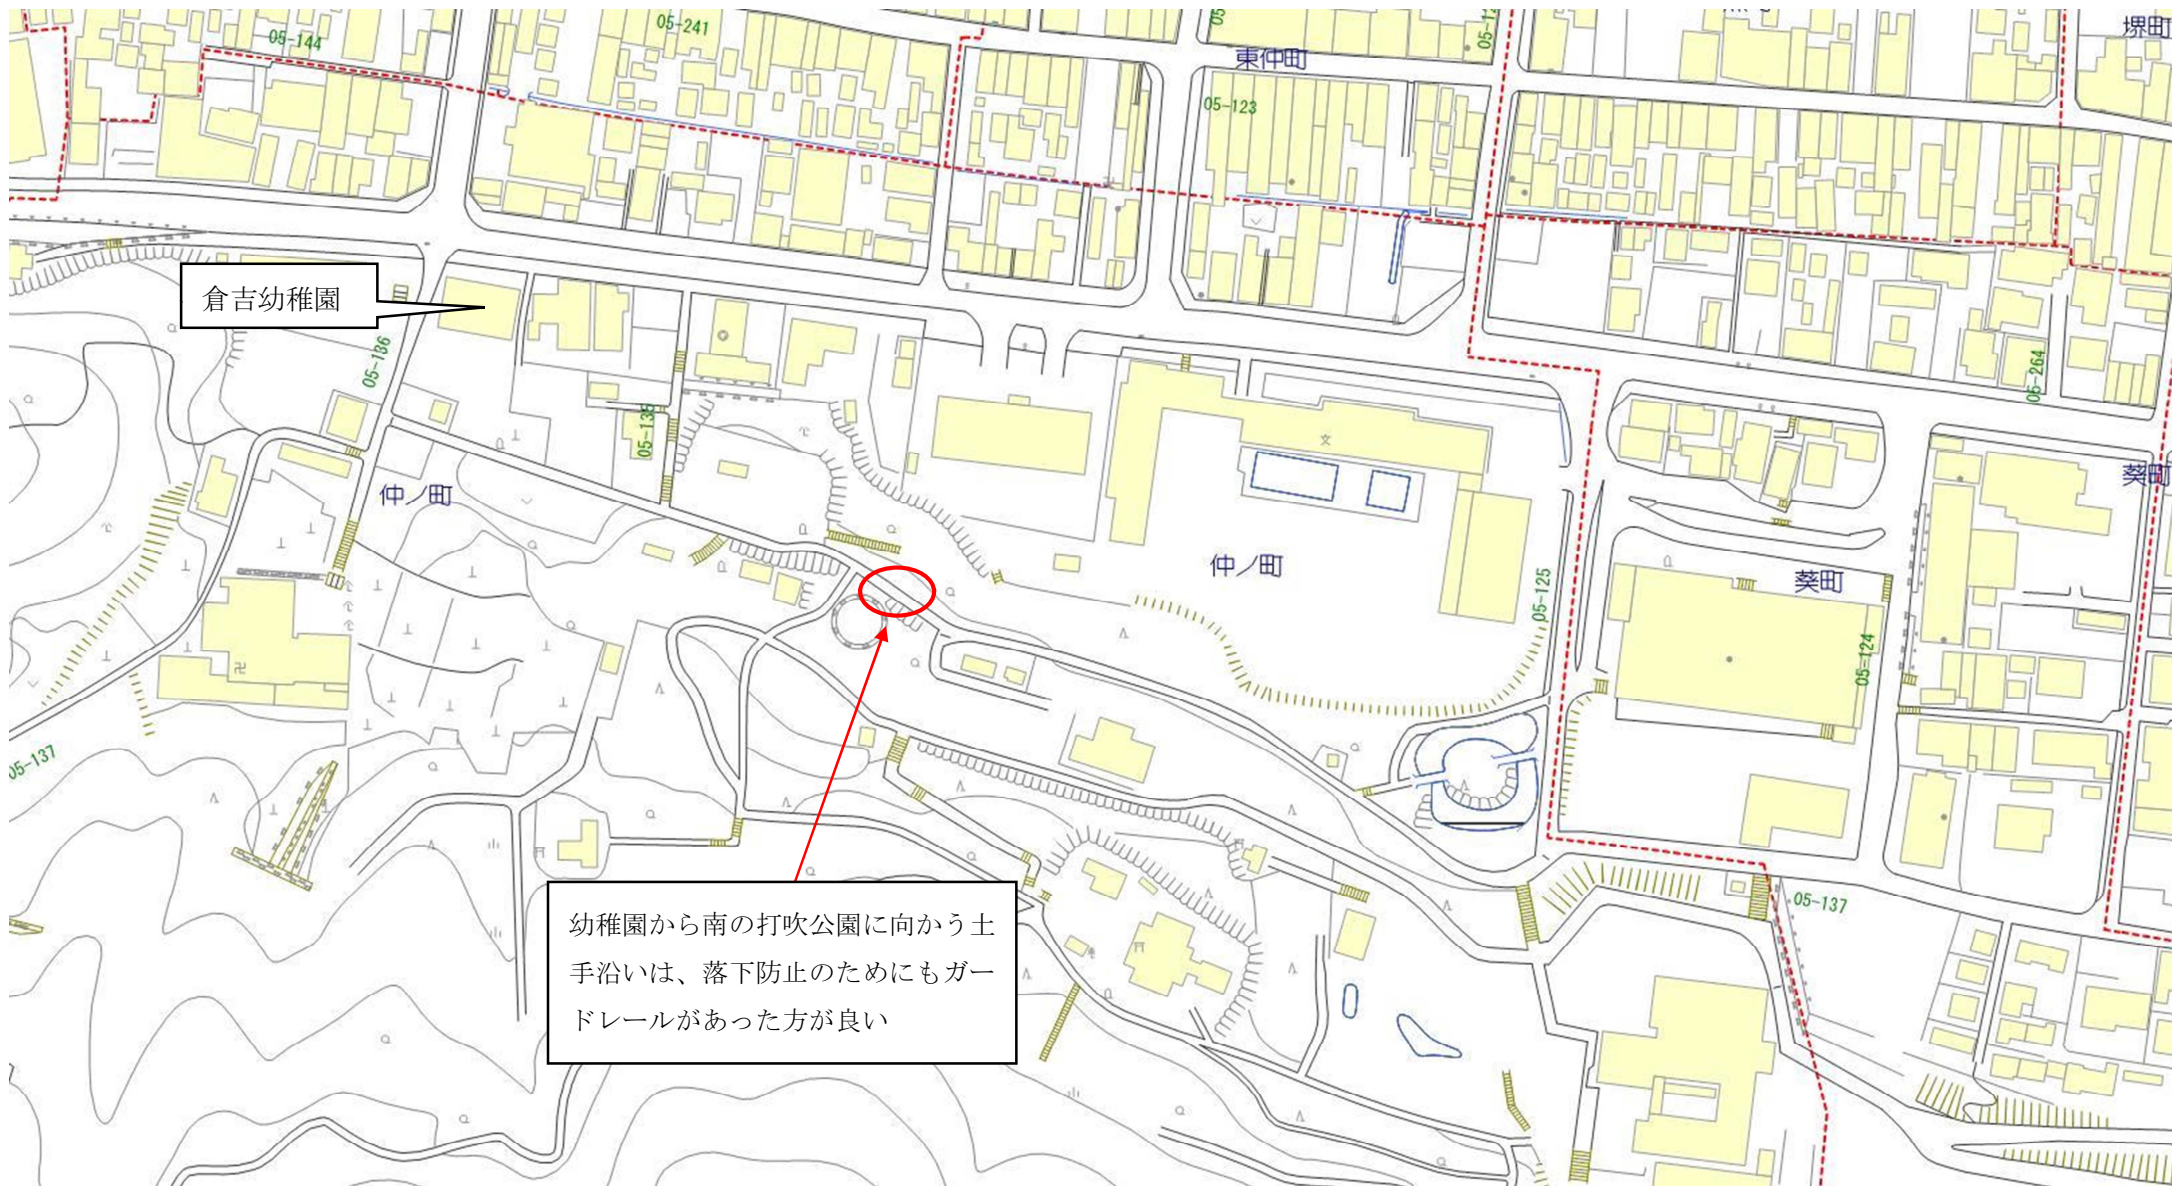 05-144
05-241
東仲町
堺町
05-123
倉吉幼稚園
05-136
05-135
05-264
仲ノ町
文
葵町
仲ノ町
葵町
05-125
05-124
卍
05-137
幼稚園から南の打吹公園に向かう土
手沿いは、落下防止のためにもガー
ドレールがあった方が良い
05-137